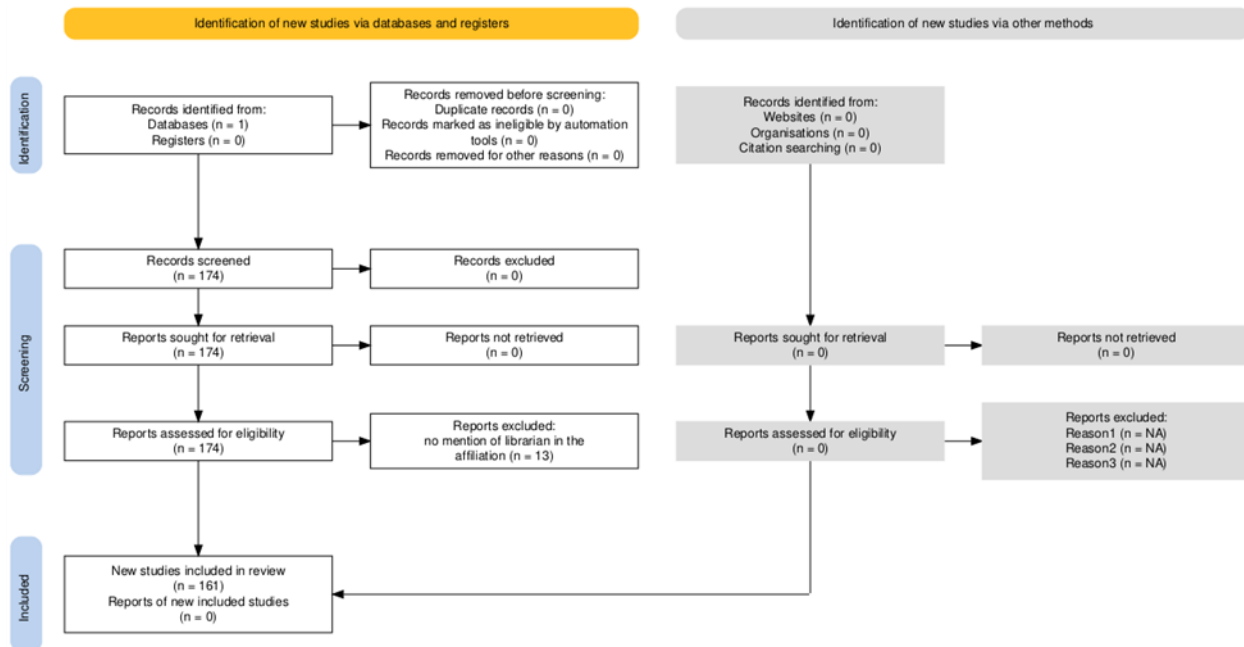 Identification of new studies via databases and registers
Identification of new studies via other methods
Identification
Records identified from:
Databases (n = 1)
Registers (n = 0)
Records removed before screening:
Duplicate records (n = 0)
Records marked as ineligible by automation
tools (n = 0)
Records removed for other reasons (n = 0)
Records identified from:
Websites (n = 0)
Organisations (n = 0)
Citation searching (n = 0)
Screening
Records screened
(n = 174)
Records excluded
(n = 0)
Reports sought for retrieval
(n = 174)
Reports not retrieved
(n = 0)
Reports sought for retrieval
(n = 0)
Reports not retrieved
(n = 0)
Reports assessed for eligibility
(n = 174)
Reports excluded:
no mention of librarian in the
affiliation (n = 13)
Reports assessed for eligibility
(n = 0)
Reports excluded:
Reason1 (n = NA)
Reason2 (n = NA)
Reason3 (n = NA)
Included
New studies included in review
(n = 161)
Reports of new included studies
(n = 0)